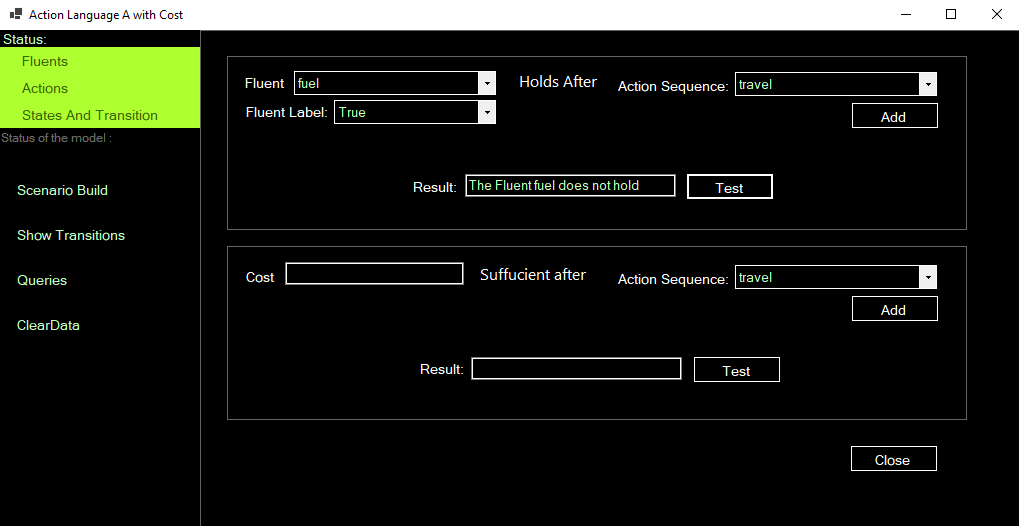 Action Language A with Cost
Status:
Fluents
Actions
States And Transition
Status of the model :
Scenario Build
Show Transitions
Queries
ClearData
Fluent fuel Holds After Action Sequence: travel
Fluent Label: True Add
Result: The Fluent fuel does not hold Test
Cost Suffucient after Action Sequence: travel
Add
Result: Test
Close